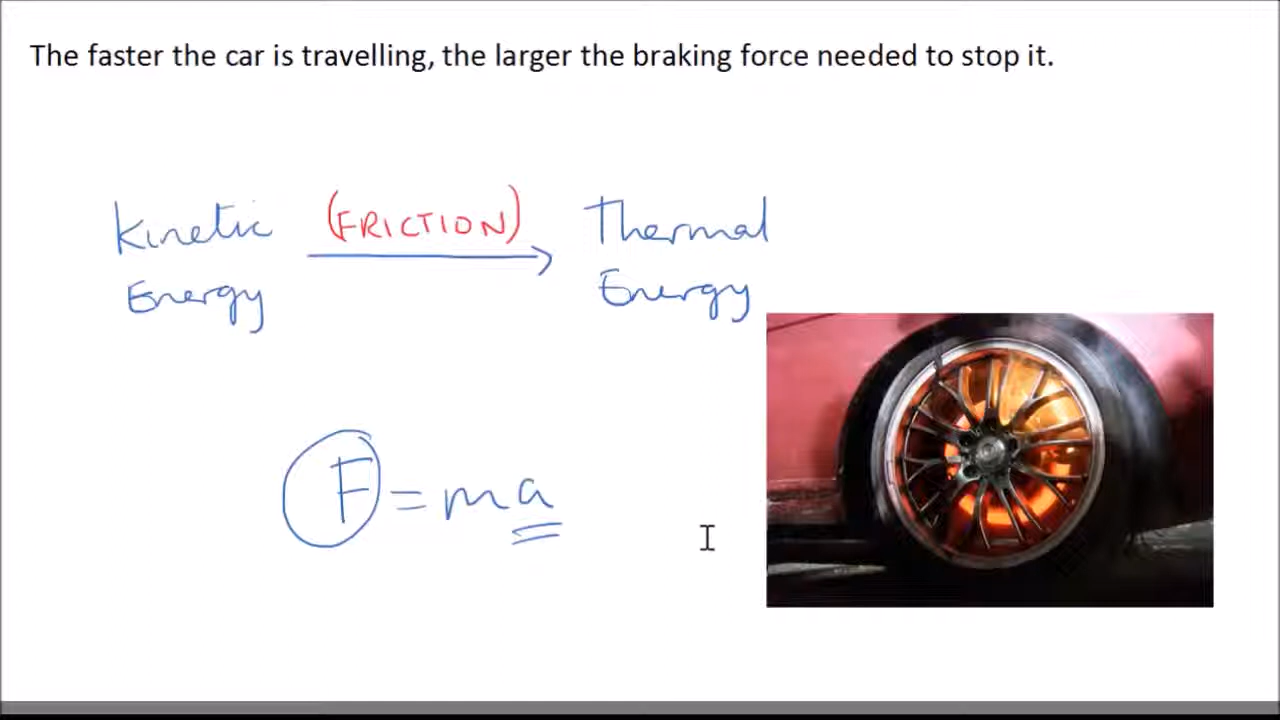 The faster the car is travelling, the larger the braking force needed to stop it.
Kinetic (FRICTION) Thermal
Energy Energy
F = ma